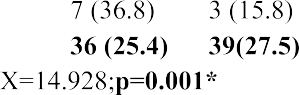 7 (36.8) 3 (15.8)
36 (25.4) 39(27.5)
X=14.928;p=0.001*